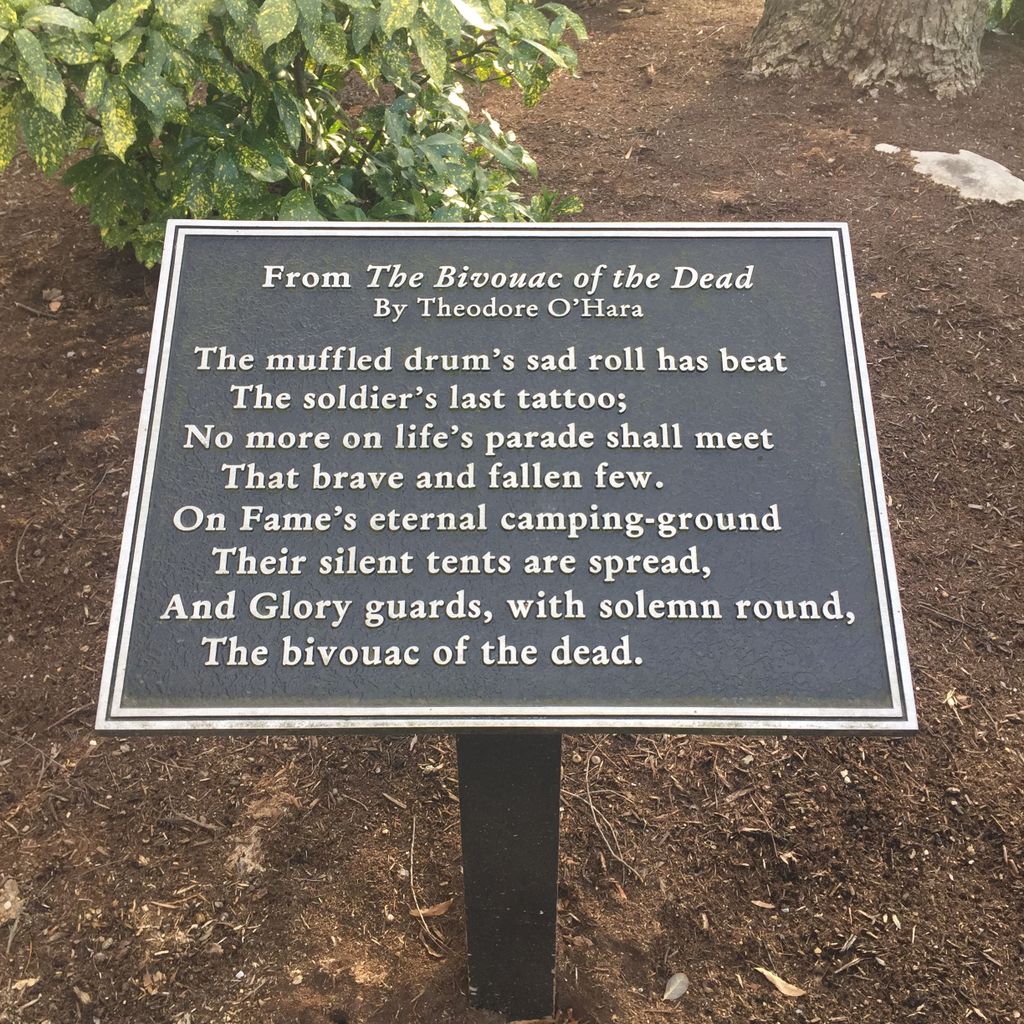 From The Bivouac of the Dead
By Theodore O'Hara
The muffled drum's sad roll has beat
The soldier's last tattoo;
No more on life's parade shall meet
That brave and fallen few.
On Fame's eternal camping-ground
Their silent tents are spread,
And Glory guards, with solemn round,
The bivouac of the dead.